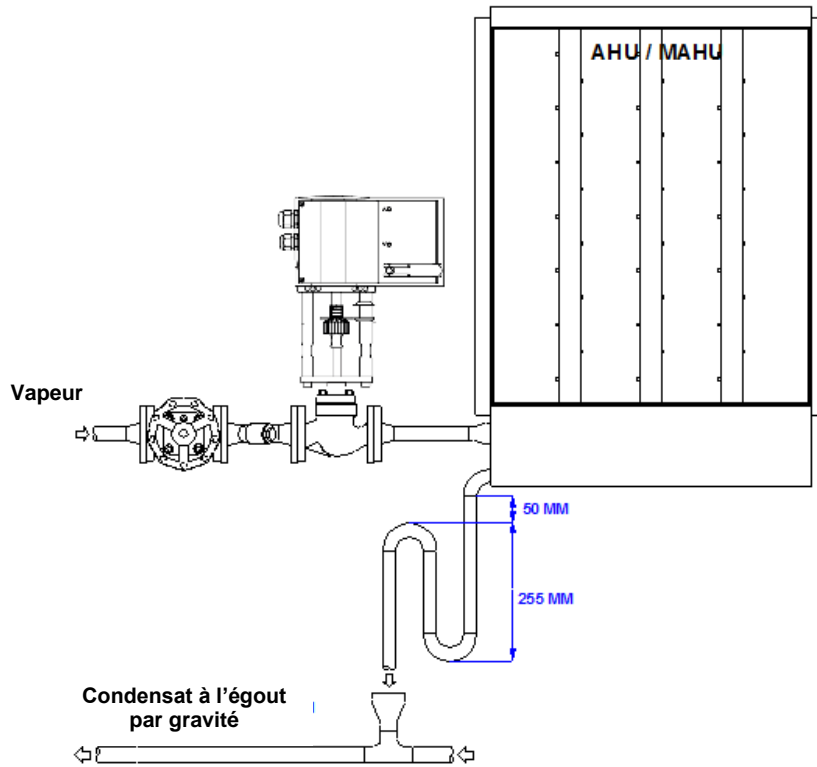 AHU / MAHU
Vapeur
50 MM
255 MM
Condensat à l’égout
par gravité